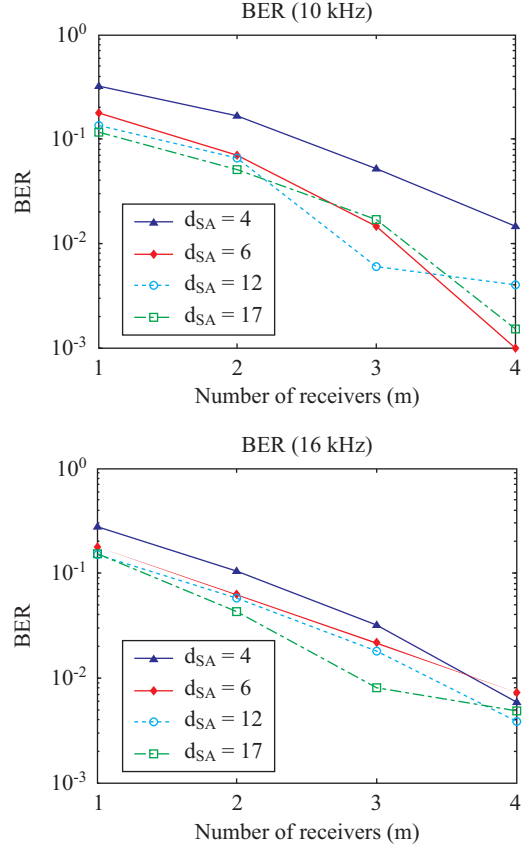 BER (10 kHz)
10^0
10^-1
10^-2
10^-3
BER
d_SA = 4
d_SA = 6
d_SA = 12
d_SA = 17
1 2 3 4
Number of receivers (m)
BER (16 kHz)
10^0
10^-1
10^-2
10^-3
BER
d_SA = 4
d_SA = 6
d_SA = 12
d_SA = 17
1 2 3 4
Number of receivers (m)